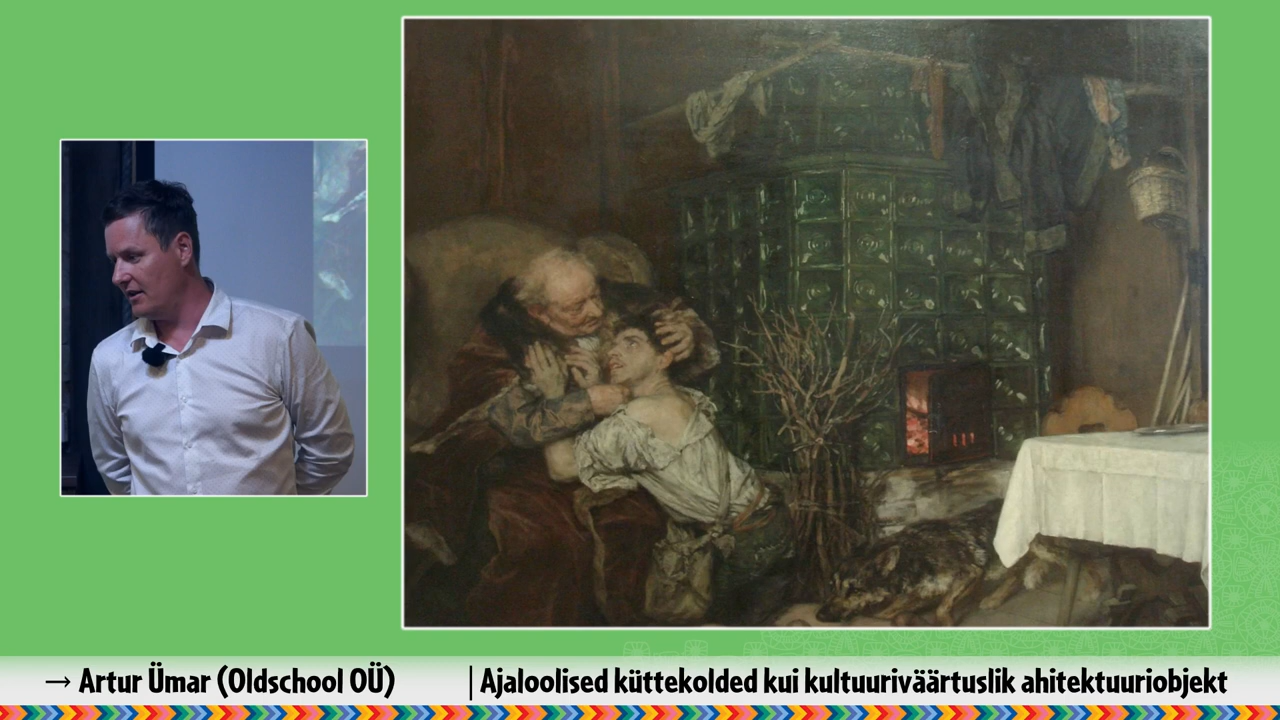 → Artur Ümar (Oldschool OÜ)
| Ajaloolised küttekolded kui kultuuriväärtuslik ahitektuuriobjekt